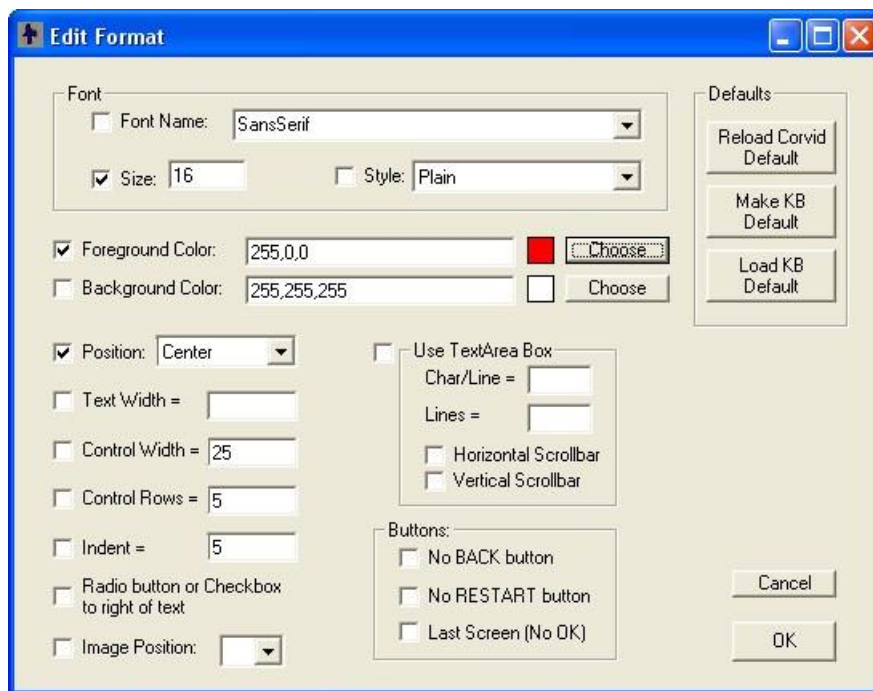 Edit Format
Font
Defaults
Font Name: SansSerif
Reload Corvid
Default
Size: 16 Style: Plain
Make KB
Default
Foreground Color: 255,0,0 Choose
Load KB
Default
Background Color: 255,255,255 Choose
Position: Center
Use TextArea Box
Char/Line =
Text Width =
Lines =
Control Width = 25
Horizontal Scrollbar
Vertical Scrollbar
Control Rows = 5
Buttons:
Indent = 5
No BACK button
Radio button or Checkbox
to right of text
No RESTART button
Cancel
Last Screen (No OK)
Image Position:
OK